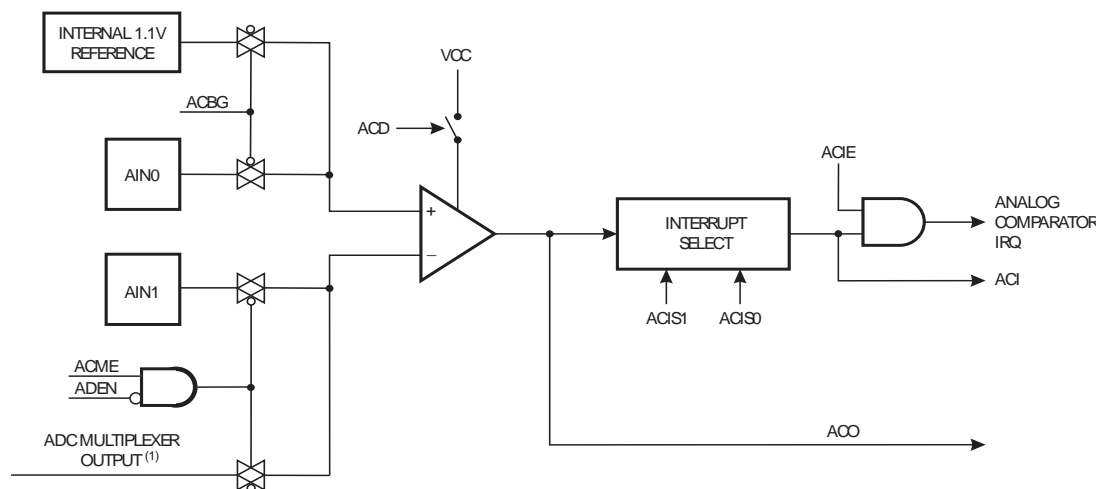 INTERNAL 1.1V
REFERENCE
ACBG
AIN0
VCC
ACD
+
−
AIN1
ACME
ADEN
ADC MULTIPLEXER
OUTPUT (1)
INTERRUPT
SELECT
ACIS1 ACIS0
ACIE
ANALOG
COMPARATOR
IRQ
ACI
ACO